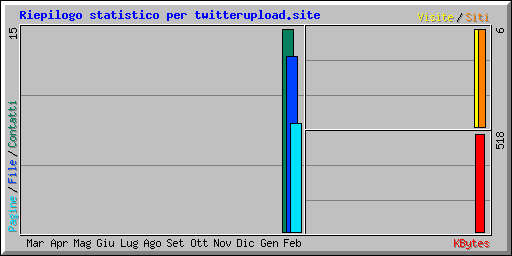 Riepilogo statistico per twitterupload.site
Visite / Siti
15
6
518
Pagine / File / Contatti
Mar Apr Mag Giu Lug Ago Set Ott Nov Dic Gen Feb
KBytes